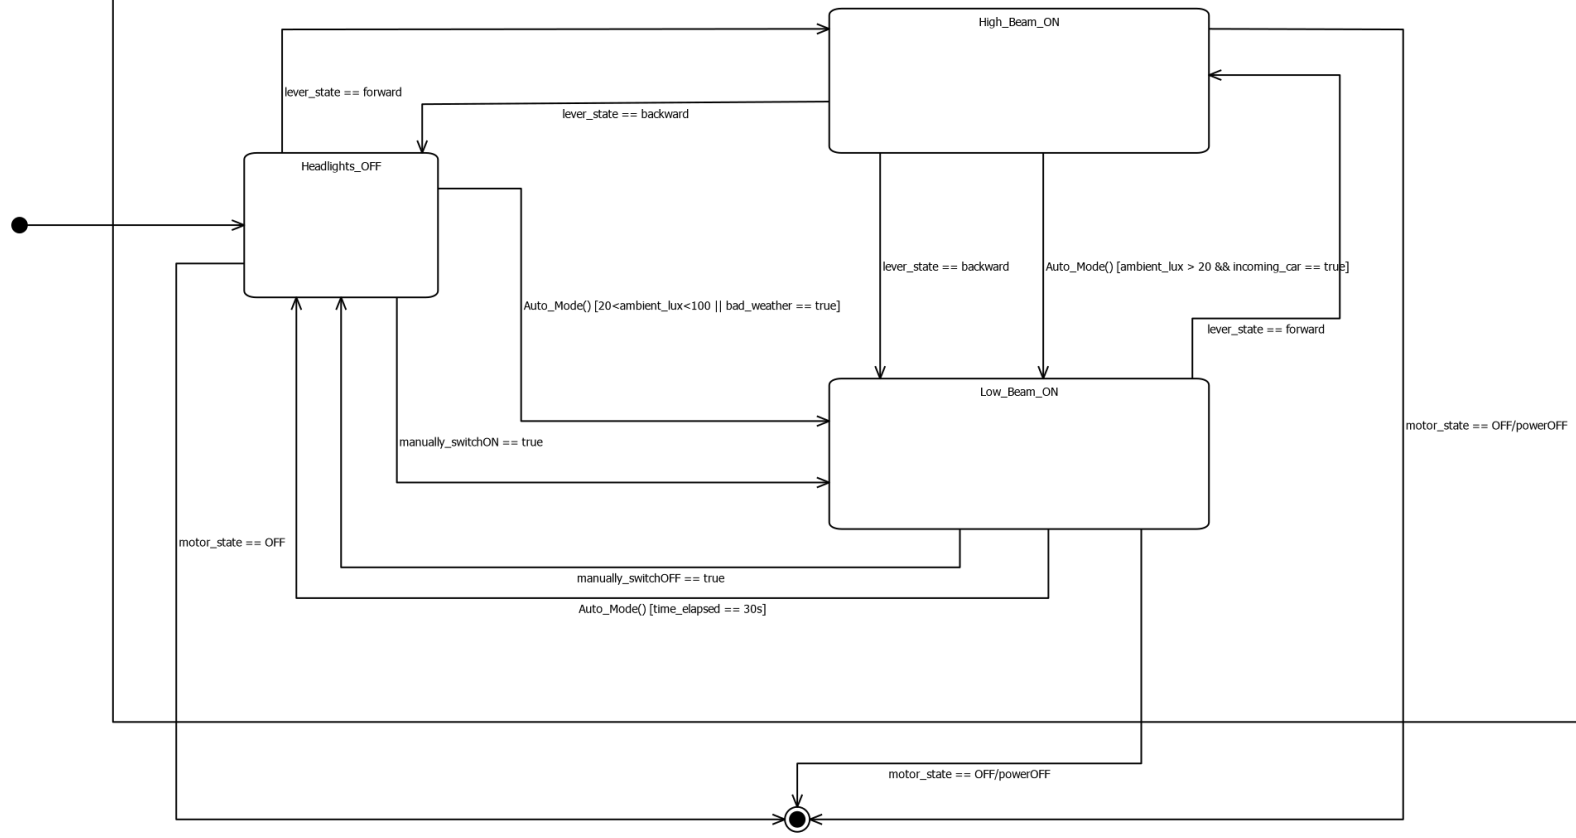 High_Beam_ON
lever_state == forward
lever_state == backward
Headlights_OFF
lever_state == backward
Auto_Mode() [ambient_lux > 20 && incoming_car == true]
Auto_Mode() [20<ambient_lux<100 || bad_weather == true]
lever_state == forward
Low_Beam_ON
motor_state == OFF/powerOFF
manually_switchON == true
motor_state == OFF
manually_switchOFF == true
Auto_Mode() [time_elapsed == 30s]
motor_state == OFF/powerOFF